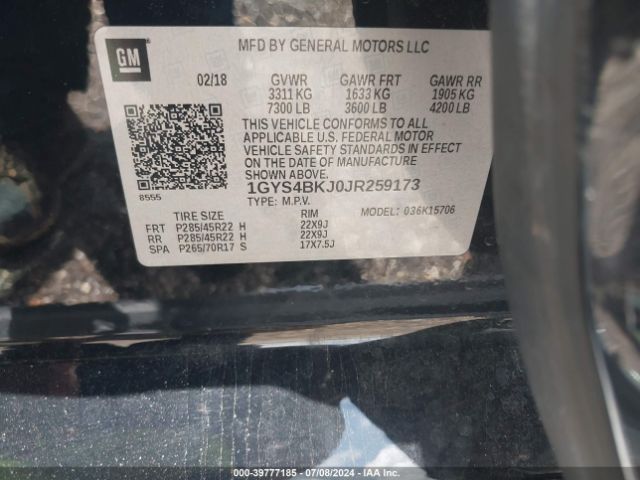 GM
MFD BY GENERAL MOTORS LLC
02/18 GVWR GAWR FRT GAWR RR
3311 KG 1633 KG 1905 KG
7300 LB 3600 LB 4200 LB
THIS VEHICLE CONFORMS TO ALL
APPLICABLE U.S. FEDERAL MOTOR
VEHICLE SAFETY STANDARDS IN EFFECT
ON THE DATE OF MANUFACTURE
SHOWN ABOVE.
8555
1GYS4BKJ0JR259173
TYPE: M.P.V. MODEL: 036K15706
TIRE SIZE RIM
FRT P285/45R22 H 22X9J
RR P285/45R22 H 22X9J
SPA P265/70R17 S 17X7.5J
000-39777185 - 07/08/2024 - IAA Inc.